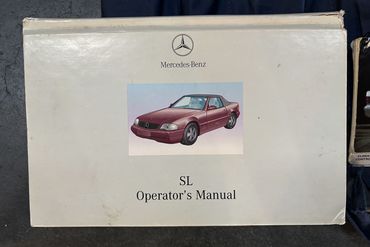 Mercedes-Benz
SL
Operator's Manual